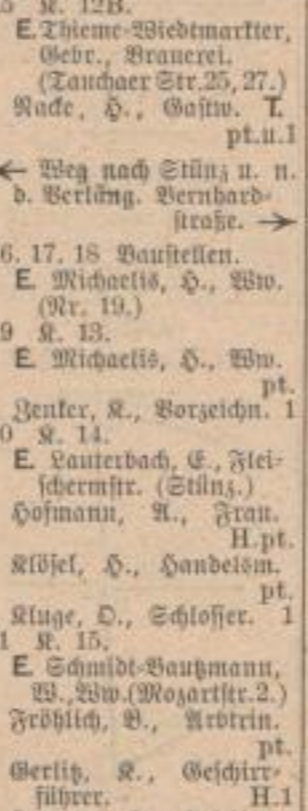 5 K. 12B.
E. Thieme-Wiedtmarkter,
Gebr., Brauerei.
(Tauchaer Str. 25, 27.)
Nacke, H., Gastw. T.
pt.u.1
← Weg nach Stünz u. n.
d. Verläng. Bernhard-
straße. →
6. 17. 18 Baustellen.
E. Michaelis, H., Ww.
(Nr. 19.)
9 K. 13.
E. Michaelis, H., Ww.
pt.
Zenker, K., Vorzeichn. 1
0 K. 14.
E. Lauterbach, E., Flei-
schermstr. (Stünz.)
Hofmann, A., Frau.
H.pt.
Klösel, H., Handelsm.
pt.
Kluge, O., Schlosser. 1
1 K. 15.
E. Schmidt-Bautzmann,
W., Ww. (Mozartstr. 2.)
Fröhlich, B., Arbtrin.
pt.
Gerlitz, K., Geschirr-
führer. H.1